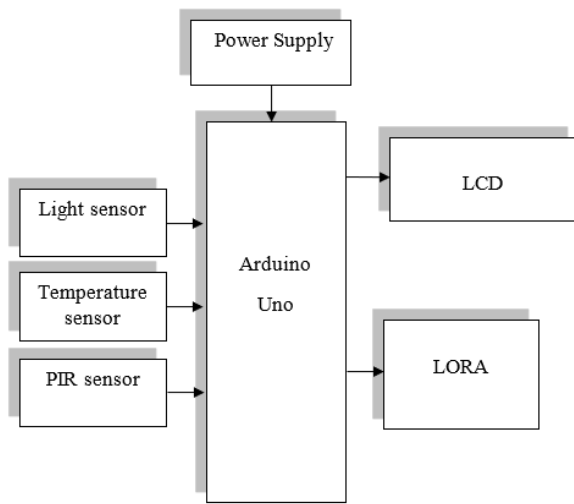 Power Supply
LCD
Light sensor
Arduino
Uno
Temperature
sensor
PIR sensor
LORA